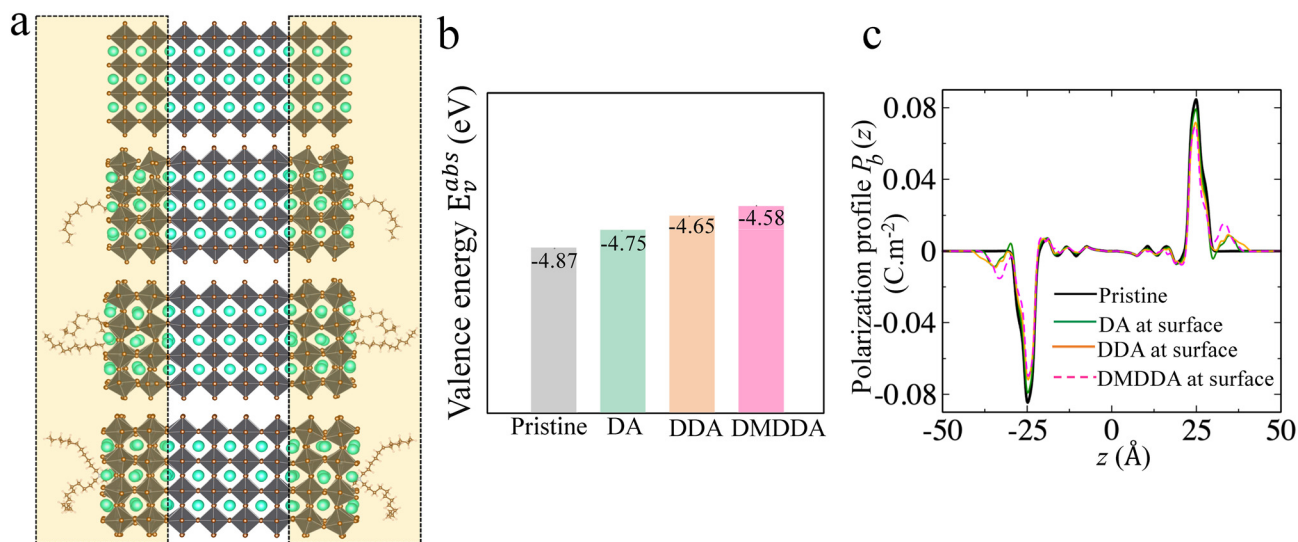 a
b
c
Valence energy E_v^abs (eV)
-4.87
-4.75
-4.65
-4.58
Pristine
DA
DDA
DMDDA
Polarization profile P_b(z)
(C.m⁻²)
0.08
0.04
0
-0.04
-0.08
Pristine
DA at surface
DDA at surface
DMDDA at surface
-50
-25
0
25
50
z (Å)